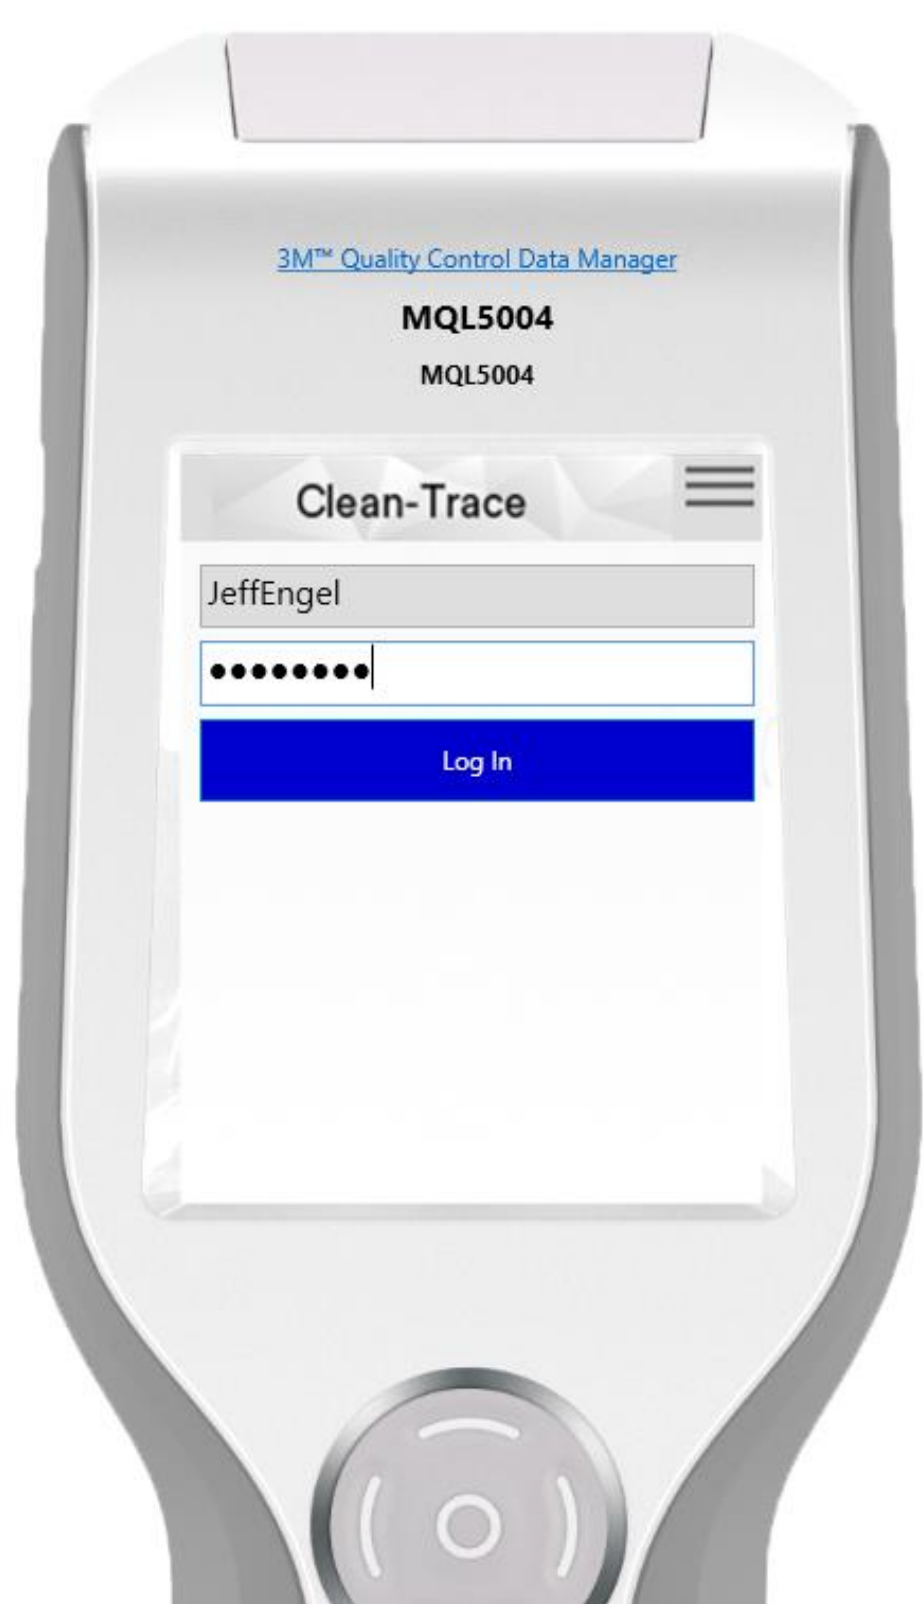 3M™ Quality Control Data Manager
MQL5004
MQL5004
Clean-Trace
JeffEngel
●●●●●●●●
Log In